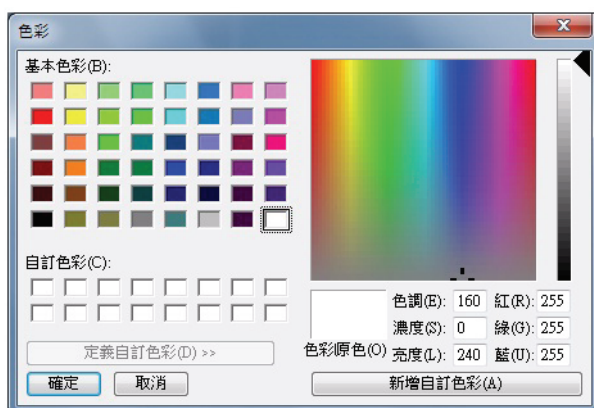 色彩
基本色彩(B):
自訂色彩(C):
定義自訂色彩(D) >>
確定
取消
色彩|原色(O)
色調(E): 160
濃度(S): 0
亮度(L): 240
紅(R): 255
綠(G): 255
藍(U): 255
新增自訂色彩(A)